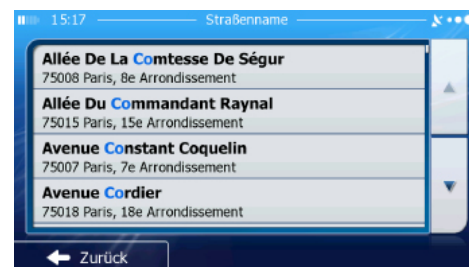 15:17
Straßenname
Allée De La Comtesse De Ségur
75008 Paris, 8e Arrondissement
Allée Du Commandant Raynal
75015 Paris, 15e Arrondissement
Avenue Constant Coquelin
75007 Paris, 7e Arrondissement
Avenue Cordier
75018 Paris, 18e Arrondissement
Zurück